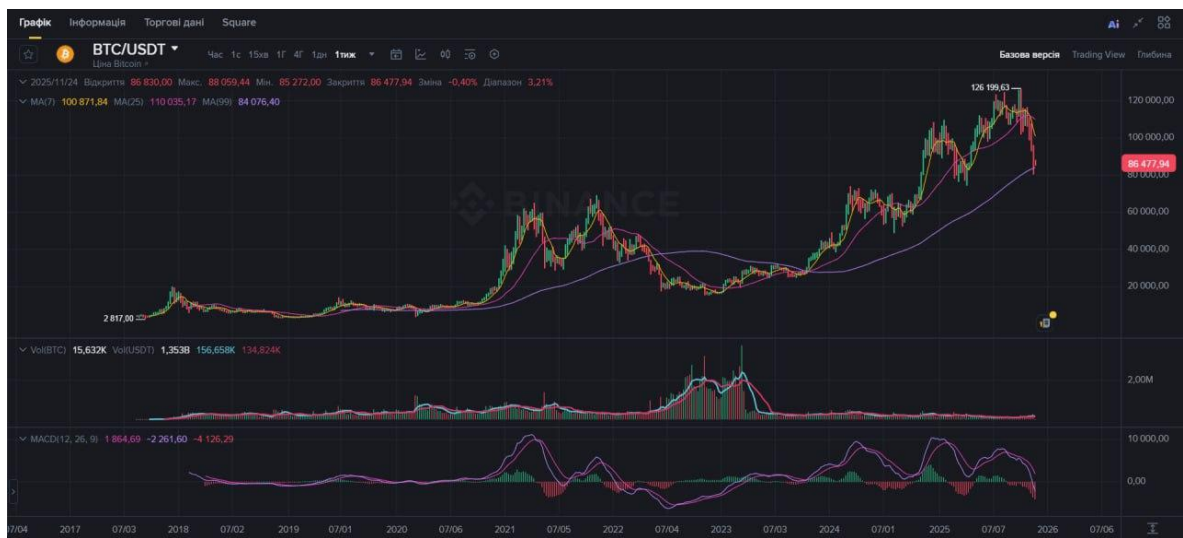 Графік Інформація Торгові дані Square Ai
BTC/USDT Час 1с 15хв 1Г 4Г 1дн 1тиж Базова версія Trading View Глибина
Ціна Bitcoin
2025/11/24 Відкриття 86 830,00 Макс. 88 059,44 Мін. 85 272,00 Закриття 86 477,94 Зміна -0,40% Діапазон 3,21%
MA(7) 100 871,84 MA(25) 110 035,17 MA(99) 84 076,40
126 199,63
120 000,00
100 000,00
86 477,94
80 000,00
BINANCE
60 000,00
40 000,00
20 000,00
2 817,00
Vol(BTC) 15,632K Vol(USDT) 1,353B 156,658K 134,824K
2,00M
MACD(12, 26, 9) 1 864,69 -2 261,60 -4 126,29
10 000,00
0,00
7/04 2017 07/03 2018 07/02 2019 07/01 2020 07/06 2021 07/05 2022 07/04 2023 07/03 2024 07/01 2025 07/07 2026 07/06